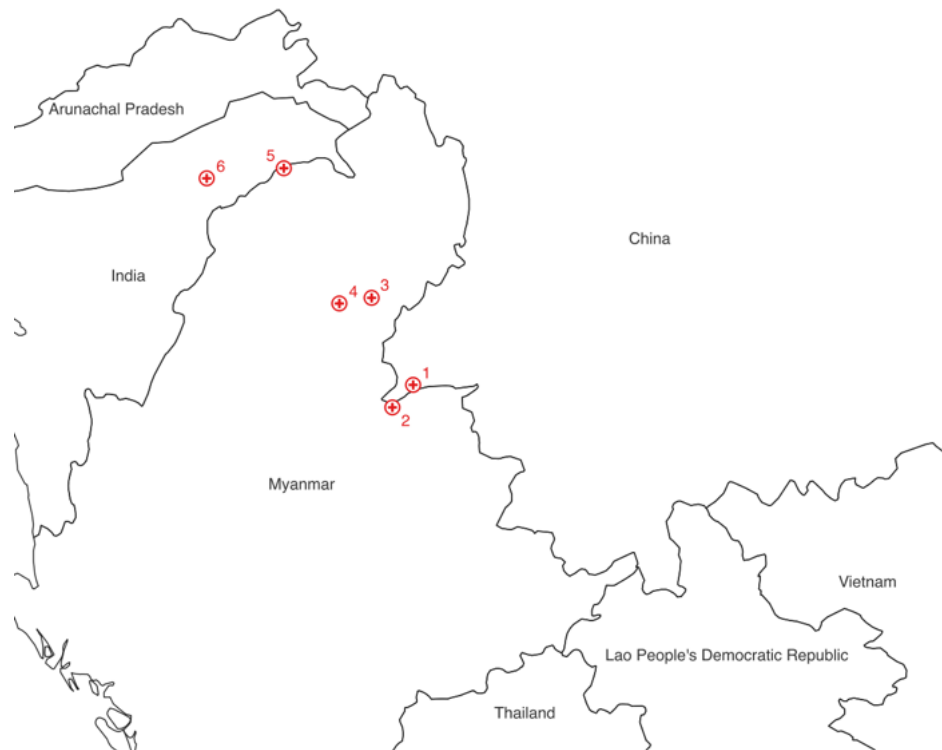 Arunachal Pradesh
5
6
China
India
4
3
1
2
Myanmar
Vietnam
Lao People's Democratic Republic
Thailand